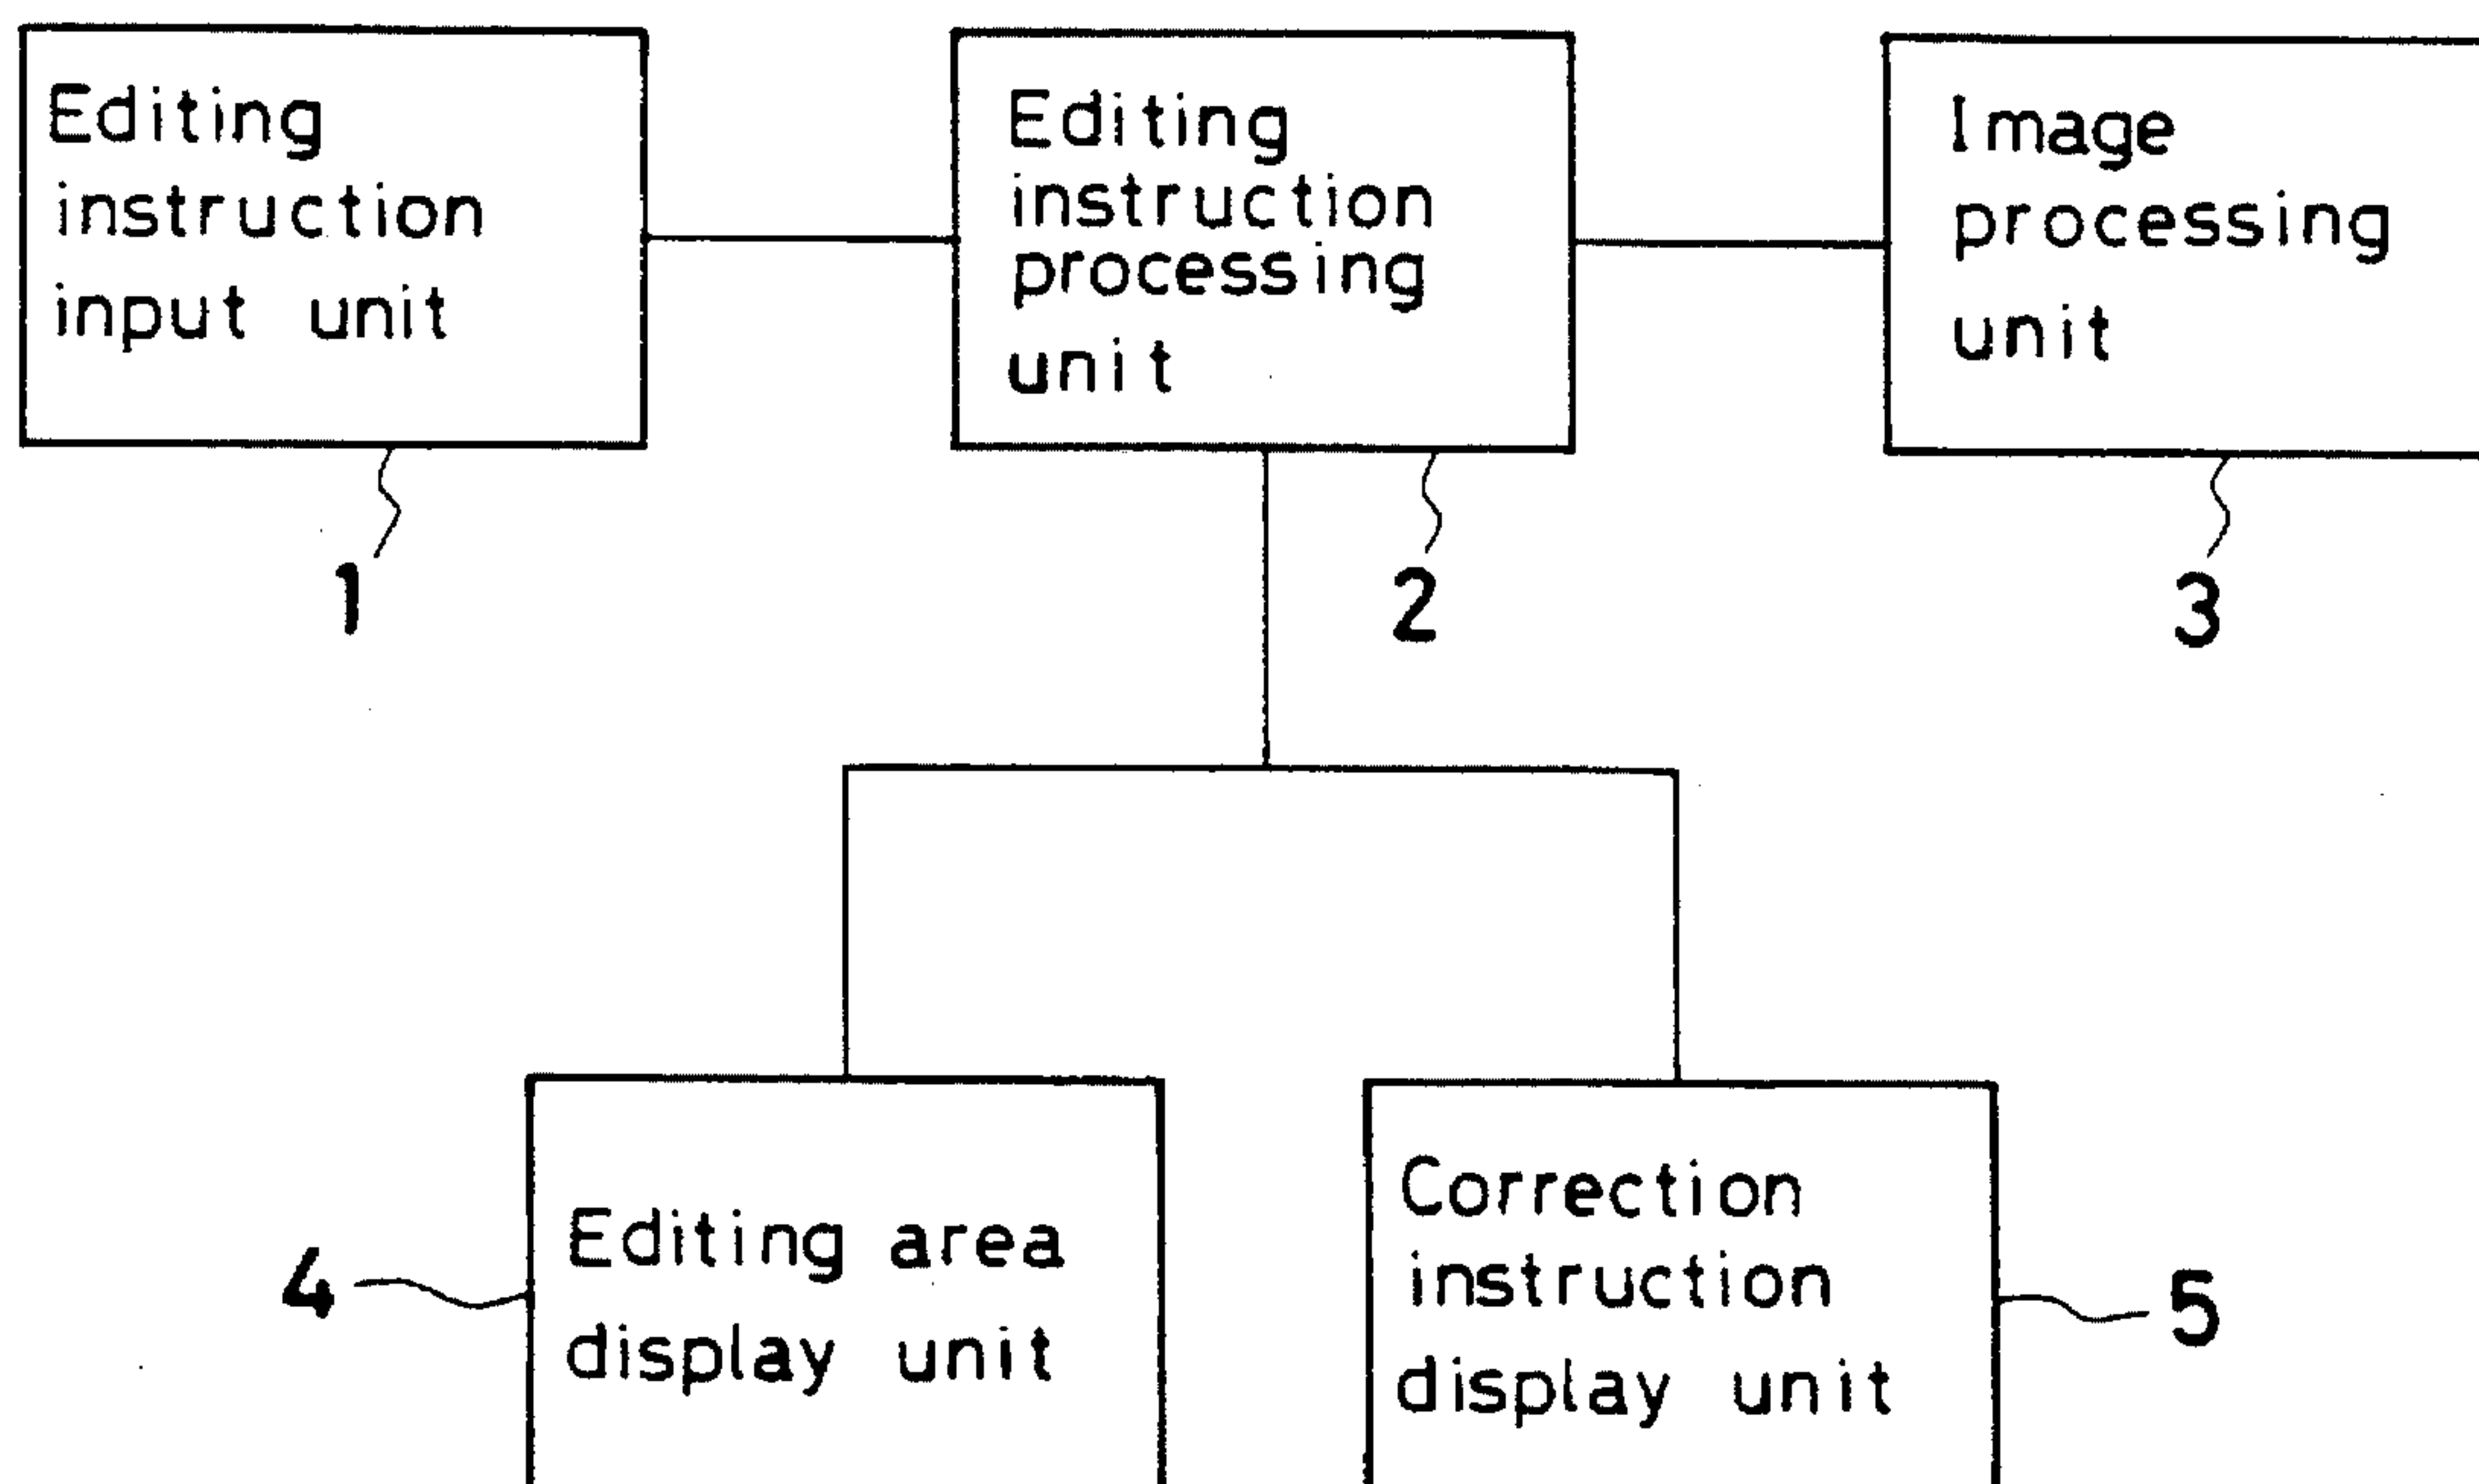 Editing
instruction
input unit
Editing
instruction
processing
unit
Image
processing
unit
1
2
3
Editing area
display unit
4
Correction
instruction
display unit
5